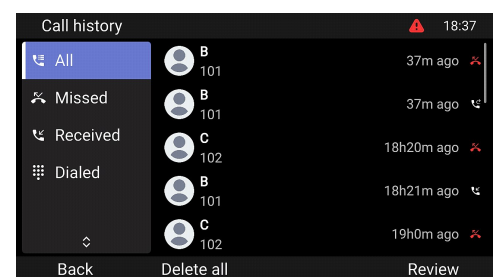 Call history 18:37
All
Missed
Received
Dialed
B
101
37m ago
B
101
37m ago
C
102
18h20m ago
B
101
18h21m ago
C
102
19h0m ago
Back Delete all Review